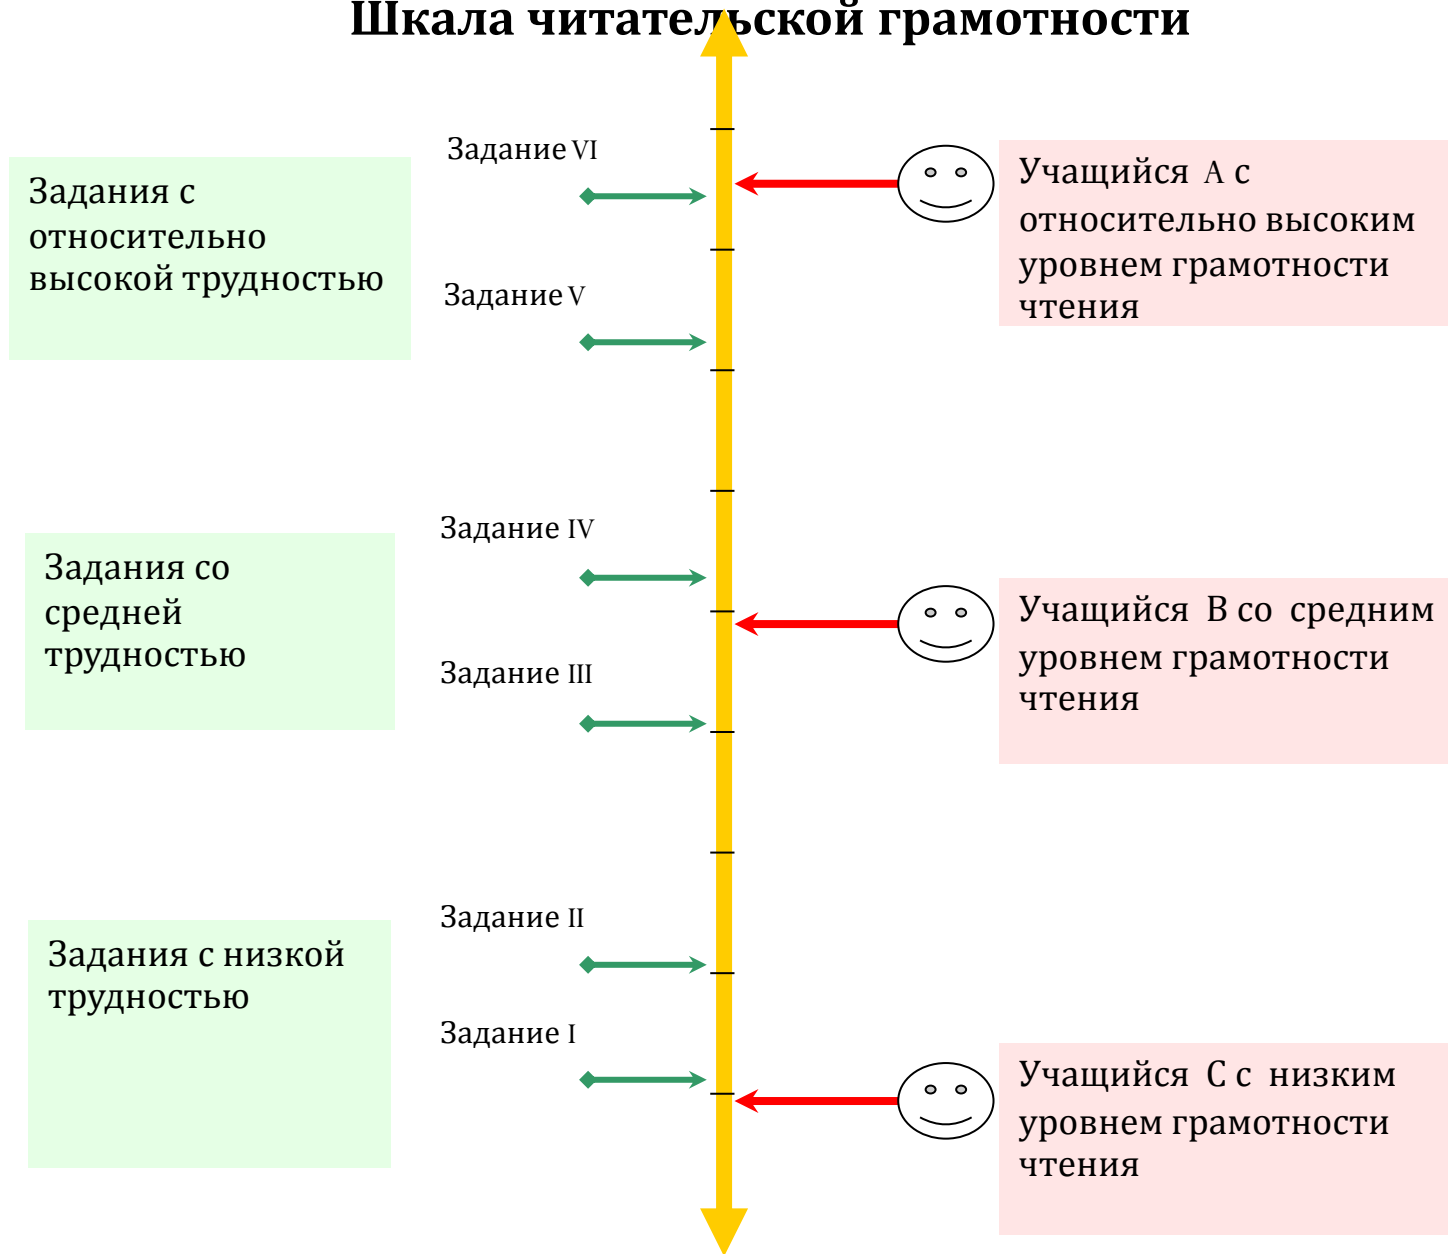 Шкала читательской грамотности
Задание VI
Задания с
относительно
высокой трудностью
Учащийся A с
относительно высоким
уровнем грамотности
чтения
Задание V
Задание IV
Задания со
средней
трудностью
Учащийся B со средним
уровнем грамотности
чтения
Задание III
Задание II
Задания с низкой
трудностью
Задание I
Учащийся C с низким
уровнем грамотности
чтения